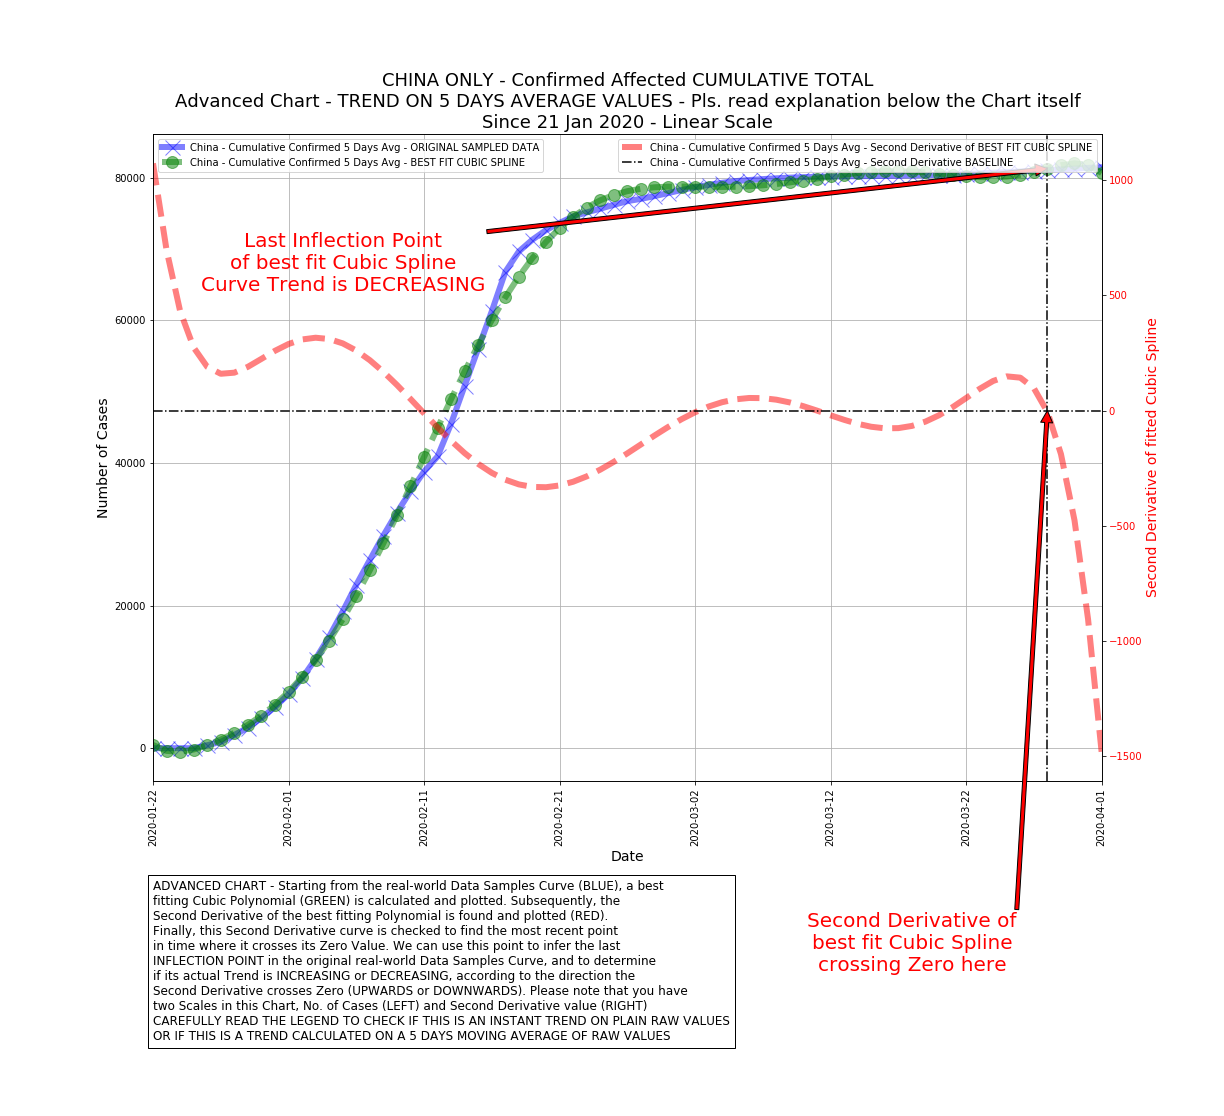 CHINA ONLY - Confirmed Affected CUMULATIVE TOTAL
Advanced Chart - TREND ON 5 DAYS AVERAGE VALUES - Pls. read explanation below the Chart itself
Since 21 Jan 2020 - Linear Scale
China - Cumulative Confirmed 5 Days Avg - ORIGINAL SAMPLED DATA
China - Cumulative Confirmed 5 Days Avg - BEST FIT CUBIC SPLINE
China - Cumulative Confirmed 5 Days Avg - Second Derivative of BEST FIT CUBIC SPLINE
China - Cumulative Confirmed 5 Days Avg - Second Derivative BASELINE
Last Inflection Point
of best fit Cubic Spline
Curve Trend is DECREASING
Number of Cases
80000
60000
40000
20000
0
1000
500
0
−500
−1000
−1500
Second Derivative of fitted Cubic Spline
2020-01-22
2020-02-01
2020-02-11
2020-02-21
2020-03-02
2020-03-12
2020-03-22
2020-04-01
Date
ADVANCED CHART - Starting from the real-world Data Samples Curve (BLUE), a best
fitting Cubic Polynomial (GREEN) is calculated and plotted. Subsequently, the
Second Derivative of the best fitting Polynomial is found and plotted (RED).
Finally, this Second Derivative curve is checked to find the most recent point
in time where it crosses its Zero Value. We can use this point to infer the last
INFLECTION POINT in the original real-world Data Samples Curve, and to determine
if its actual Trend is INCREASING or DECREASING, according to the direction the
Second Derivative crosses Zero (UPWARDS or DOWNWARDS). Please note that you have
two Scales in this Chart, No. of Cases (LEFT) and Second Derivative value (RIGHT)
CAREFULLY READ THE LEGEND TO CHECK IF THIS IS AN INSTANT TREND ON PLAIN RAW VALUES
OR IF THIS IS A TREND CALCULATED ON A 5 DAYS MOVING AVERAGE OF RAW VALUES
Second Derivative of
best fit Cubic Spline
crossing Zero here